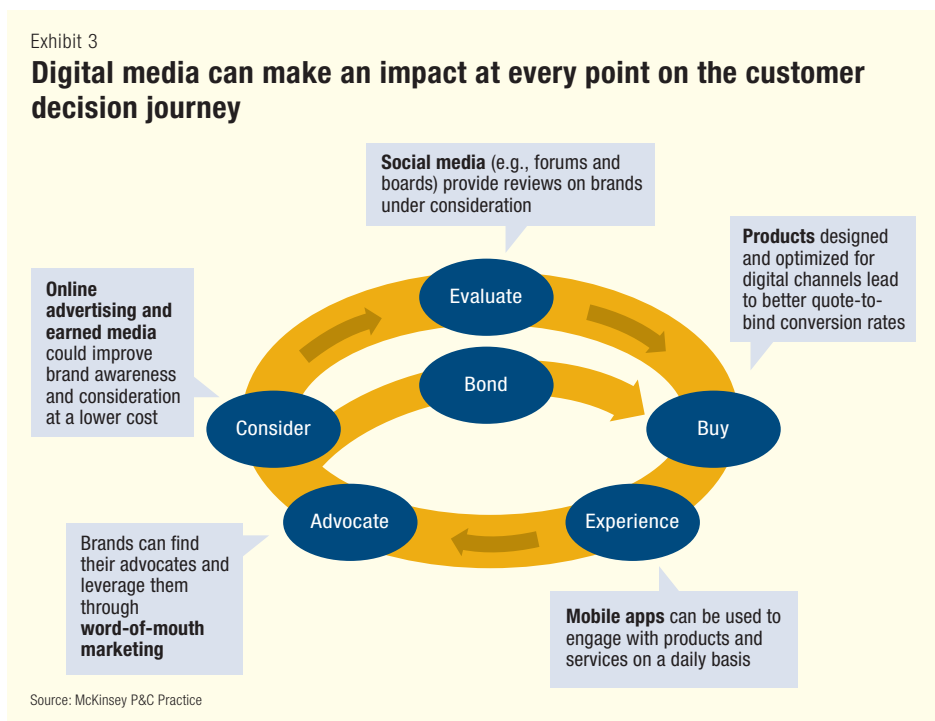 Exhibit 3
Digital media can make an impact at every point on the customer
decision journey
Social media (e.g., forums and
boards) provide reviews on brands
under consideration
Products designed
and optimized for
digital channels lead
to better quote-to-
bind conversion rates
Online
advertising and
earned media
could improve
brand awareness
and consideration
at a lower cost
Evaluate
Bond
Consider
Buy
Advocate
Experience
Brands can find
their advocates and
leverage them
through
word-of-mouth
marketing
Mobile apps can be used to
engage with products and
services on a daily basis
Source: McKinsey P&C Practice